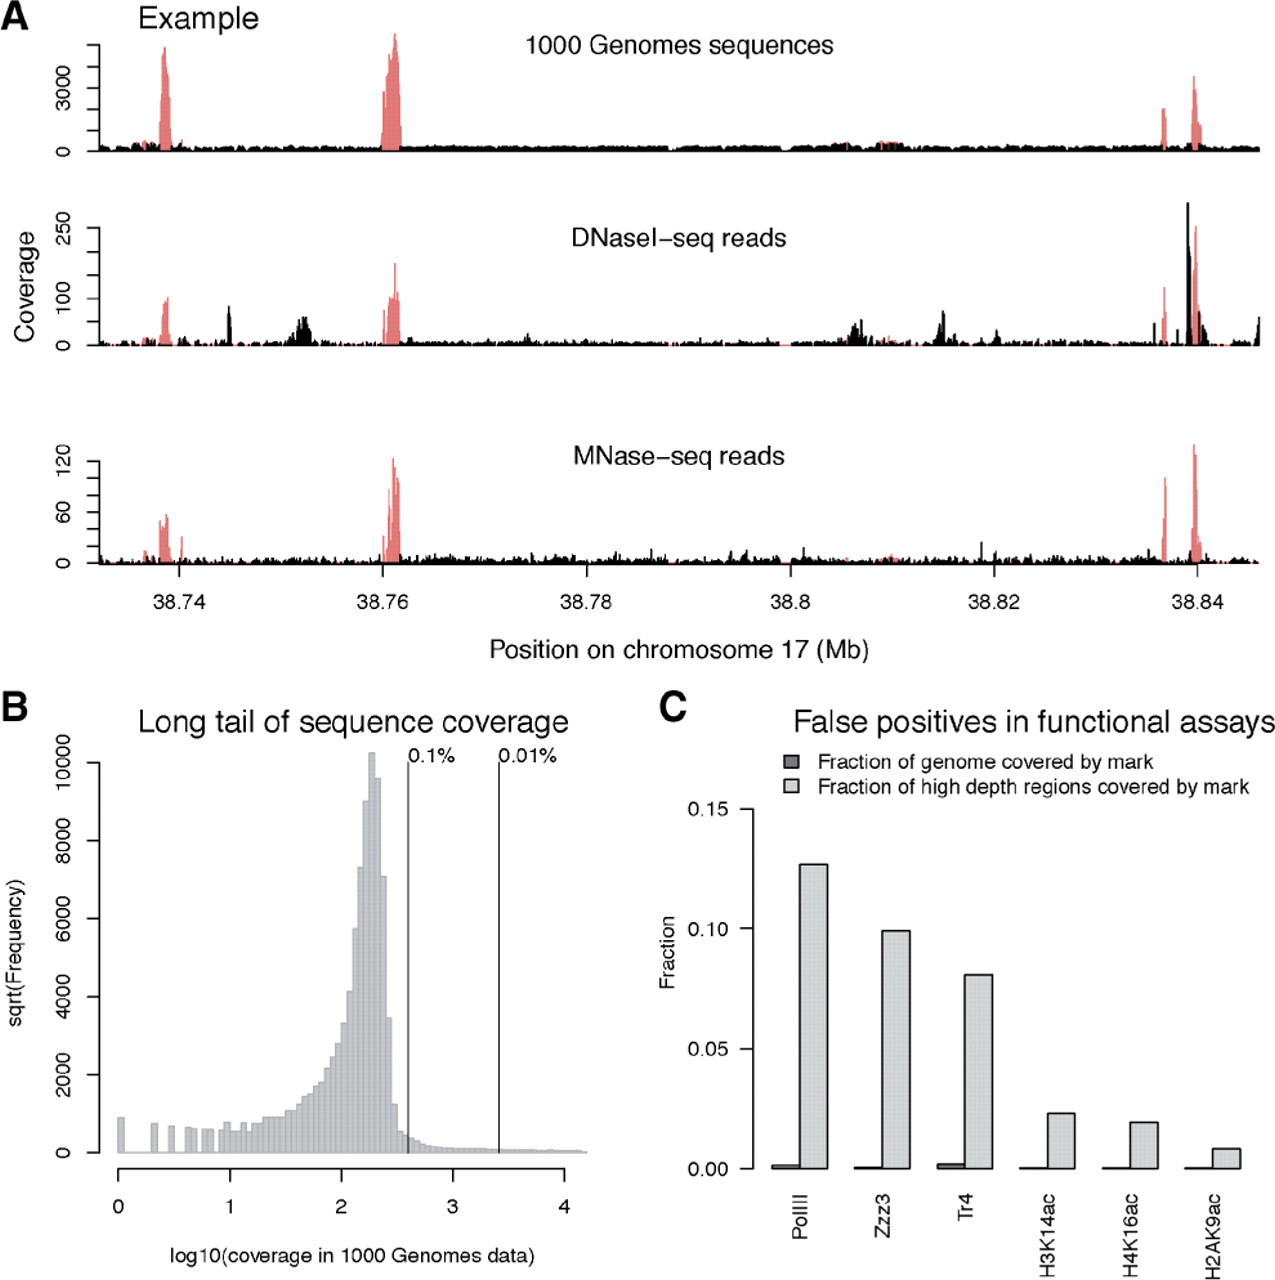 A
Example
1000 Genomes sequences
3000
0
DNaseI−seq reads
250
100
0
Coverage
MNase−seq reads
120
60
0
38.74 38.76 38.78 38.8 38.82 38.84
Position on chromosome 17 (Mb)
B
Long tail of sequence coverage
0.1% 0.01%
10000
8000
6000
4000
2000
0
sqrt(Frequency)
0 1 2 3 4
log10(coverage in 1000 Genomes data)
C
False positives in functional assays
Fraction of genome covered by mark
Fraction of high depth regions covered by mark
0.15
0.10
0.05
0.00
Fraction
PolIII
Zzz3
Tr4
H3K14ac
H4K16ac
H2AK9ac